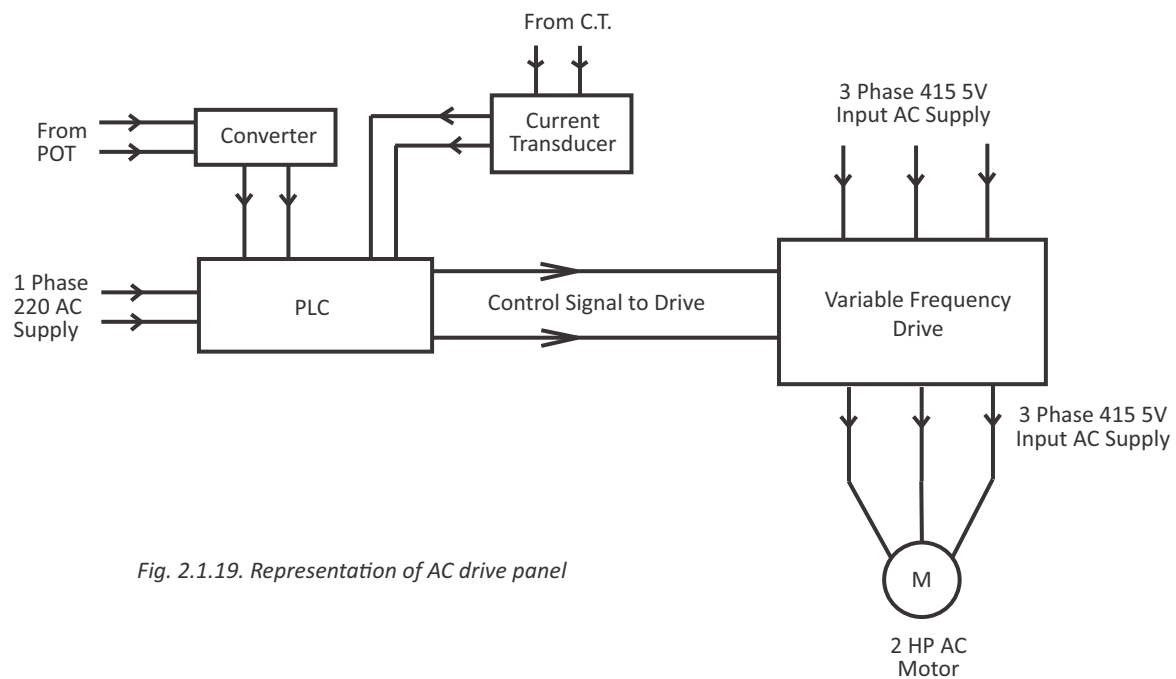 From C.T.
3 Phase 415 5V
Input AC Supply
From
POT
Converter
Current
Transducer
1 Phase
220 AC
Supply
PLC
Control Signal to Drive
Variable Frequency
Drive
3 Phase 415 5V
Input AC Supply
Fig. 2.1.19. Representation of AC drive panel
M
2 HP AC
Motor